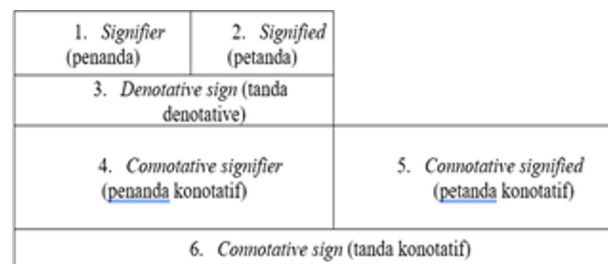 1. Signifier
(penanda)
2. Signified
(petanda)
3. Denotative sign (tanda
denotative)
4. Connotative signifier
(penanda konotatif)
5. Connotative signified
(petanda konotatif)
6. Connotative sign (tanda konotatif)